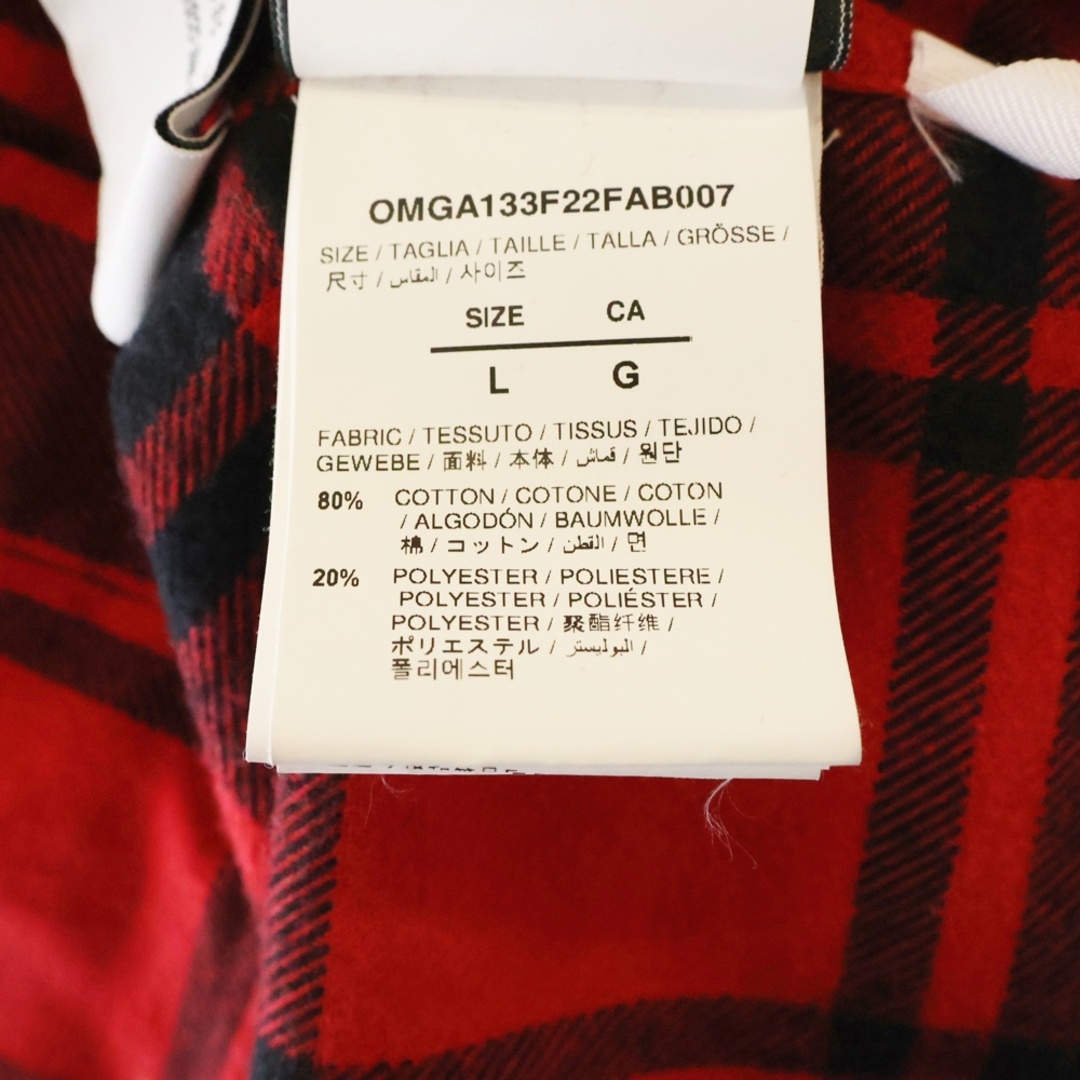 OMGA133F22FAB007
SIZE / TAGLIA / TAILLE / TALLA / GRÖSSE /
尺寸 / المقاس / 사이즈
SIZE CA
L G
FABRIC / TESSUTO / TISSUS / TEJIDO /
GEWEBE / 面料 / 本体 / قماش / 원단
80% COTTON / COTONE / COTON
/ ALGODÓN / BAUMWOLLE /
棉 / コットン / القطن / 면
20% POLYESTER / POLIESTERE /
POLYESTER / POLIÉSTER /
POLYESTER / 聚酯纤维 /
ポリエステル / البوليستر /
폴리에스터